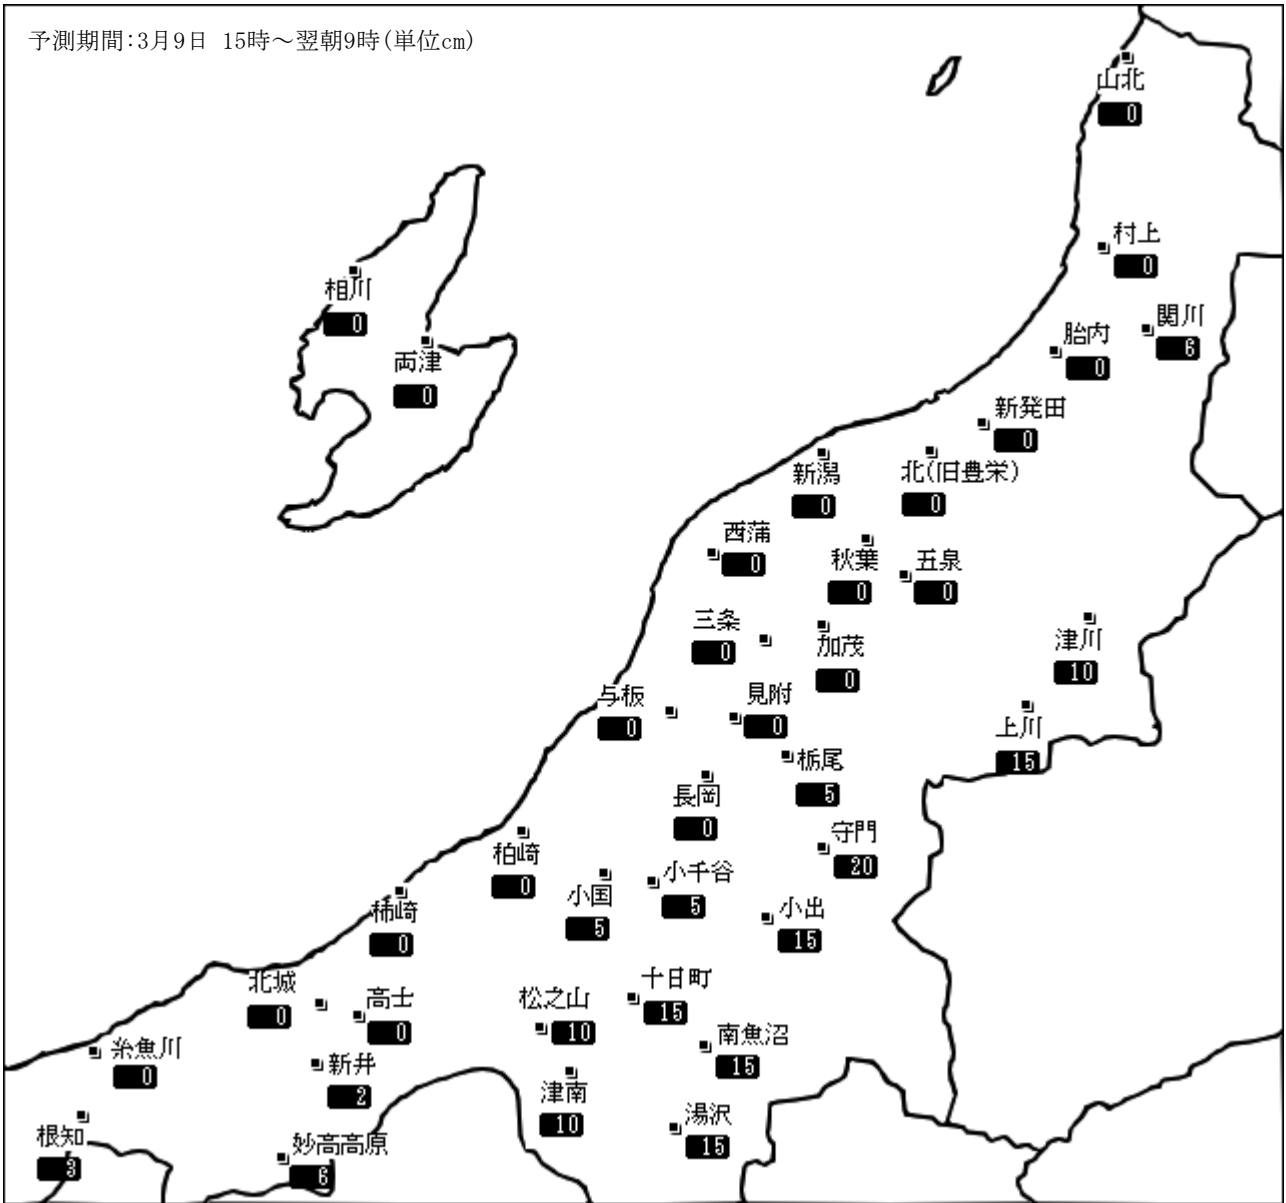 予測期間:3月9日 15時～翌朝9時(単位cm)
山北
0
村上
0
相川
0
関川
6
胎内
0
両津
0
新発田
0
新潟
0
北(旧豊栄)
0
西蒲
0
秋葉
0
五泉
0
三条
0
加茂
0
津川
10
与板
0
見附
0
上川
15
栃尾
5
長岡
0
守門
20
柏崎
0
小国
5
小千谷
5
小出
15
柿崎
0
北城
0
高士
0
松之山
10
十日町
15
南魚沼
15
糸魚川
0
新井
2
津南
10
湯沢
15
根知
3
妙高高原
6